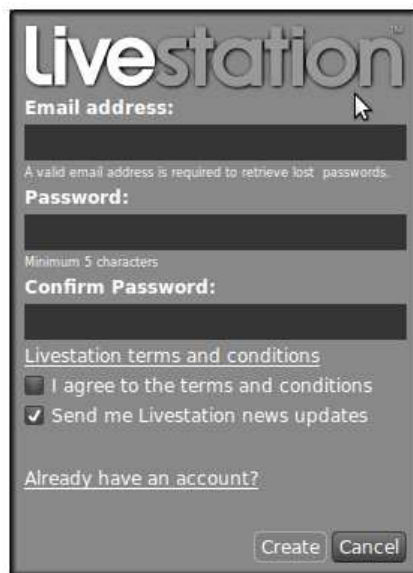 Livestation™
Email address:
A valid email address is required to retrieve lost passwords.
Password:
Minimum 5 characters
Confirm Password:
Livestation terms and conditions
I agree to the terms and conditions
Send me Livestation news updates
Already have an account?
Create Cancel